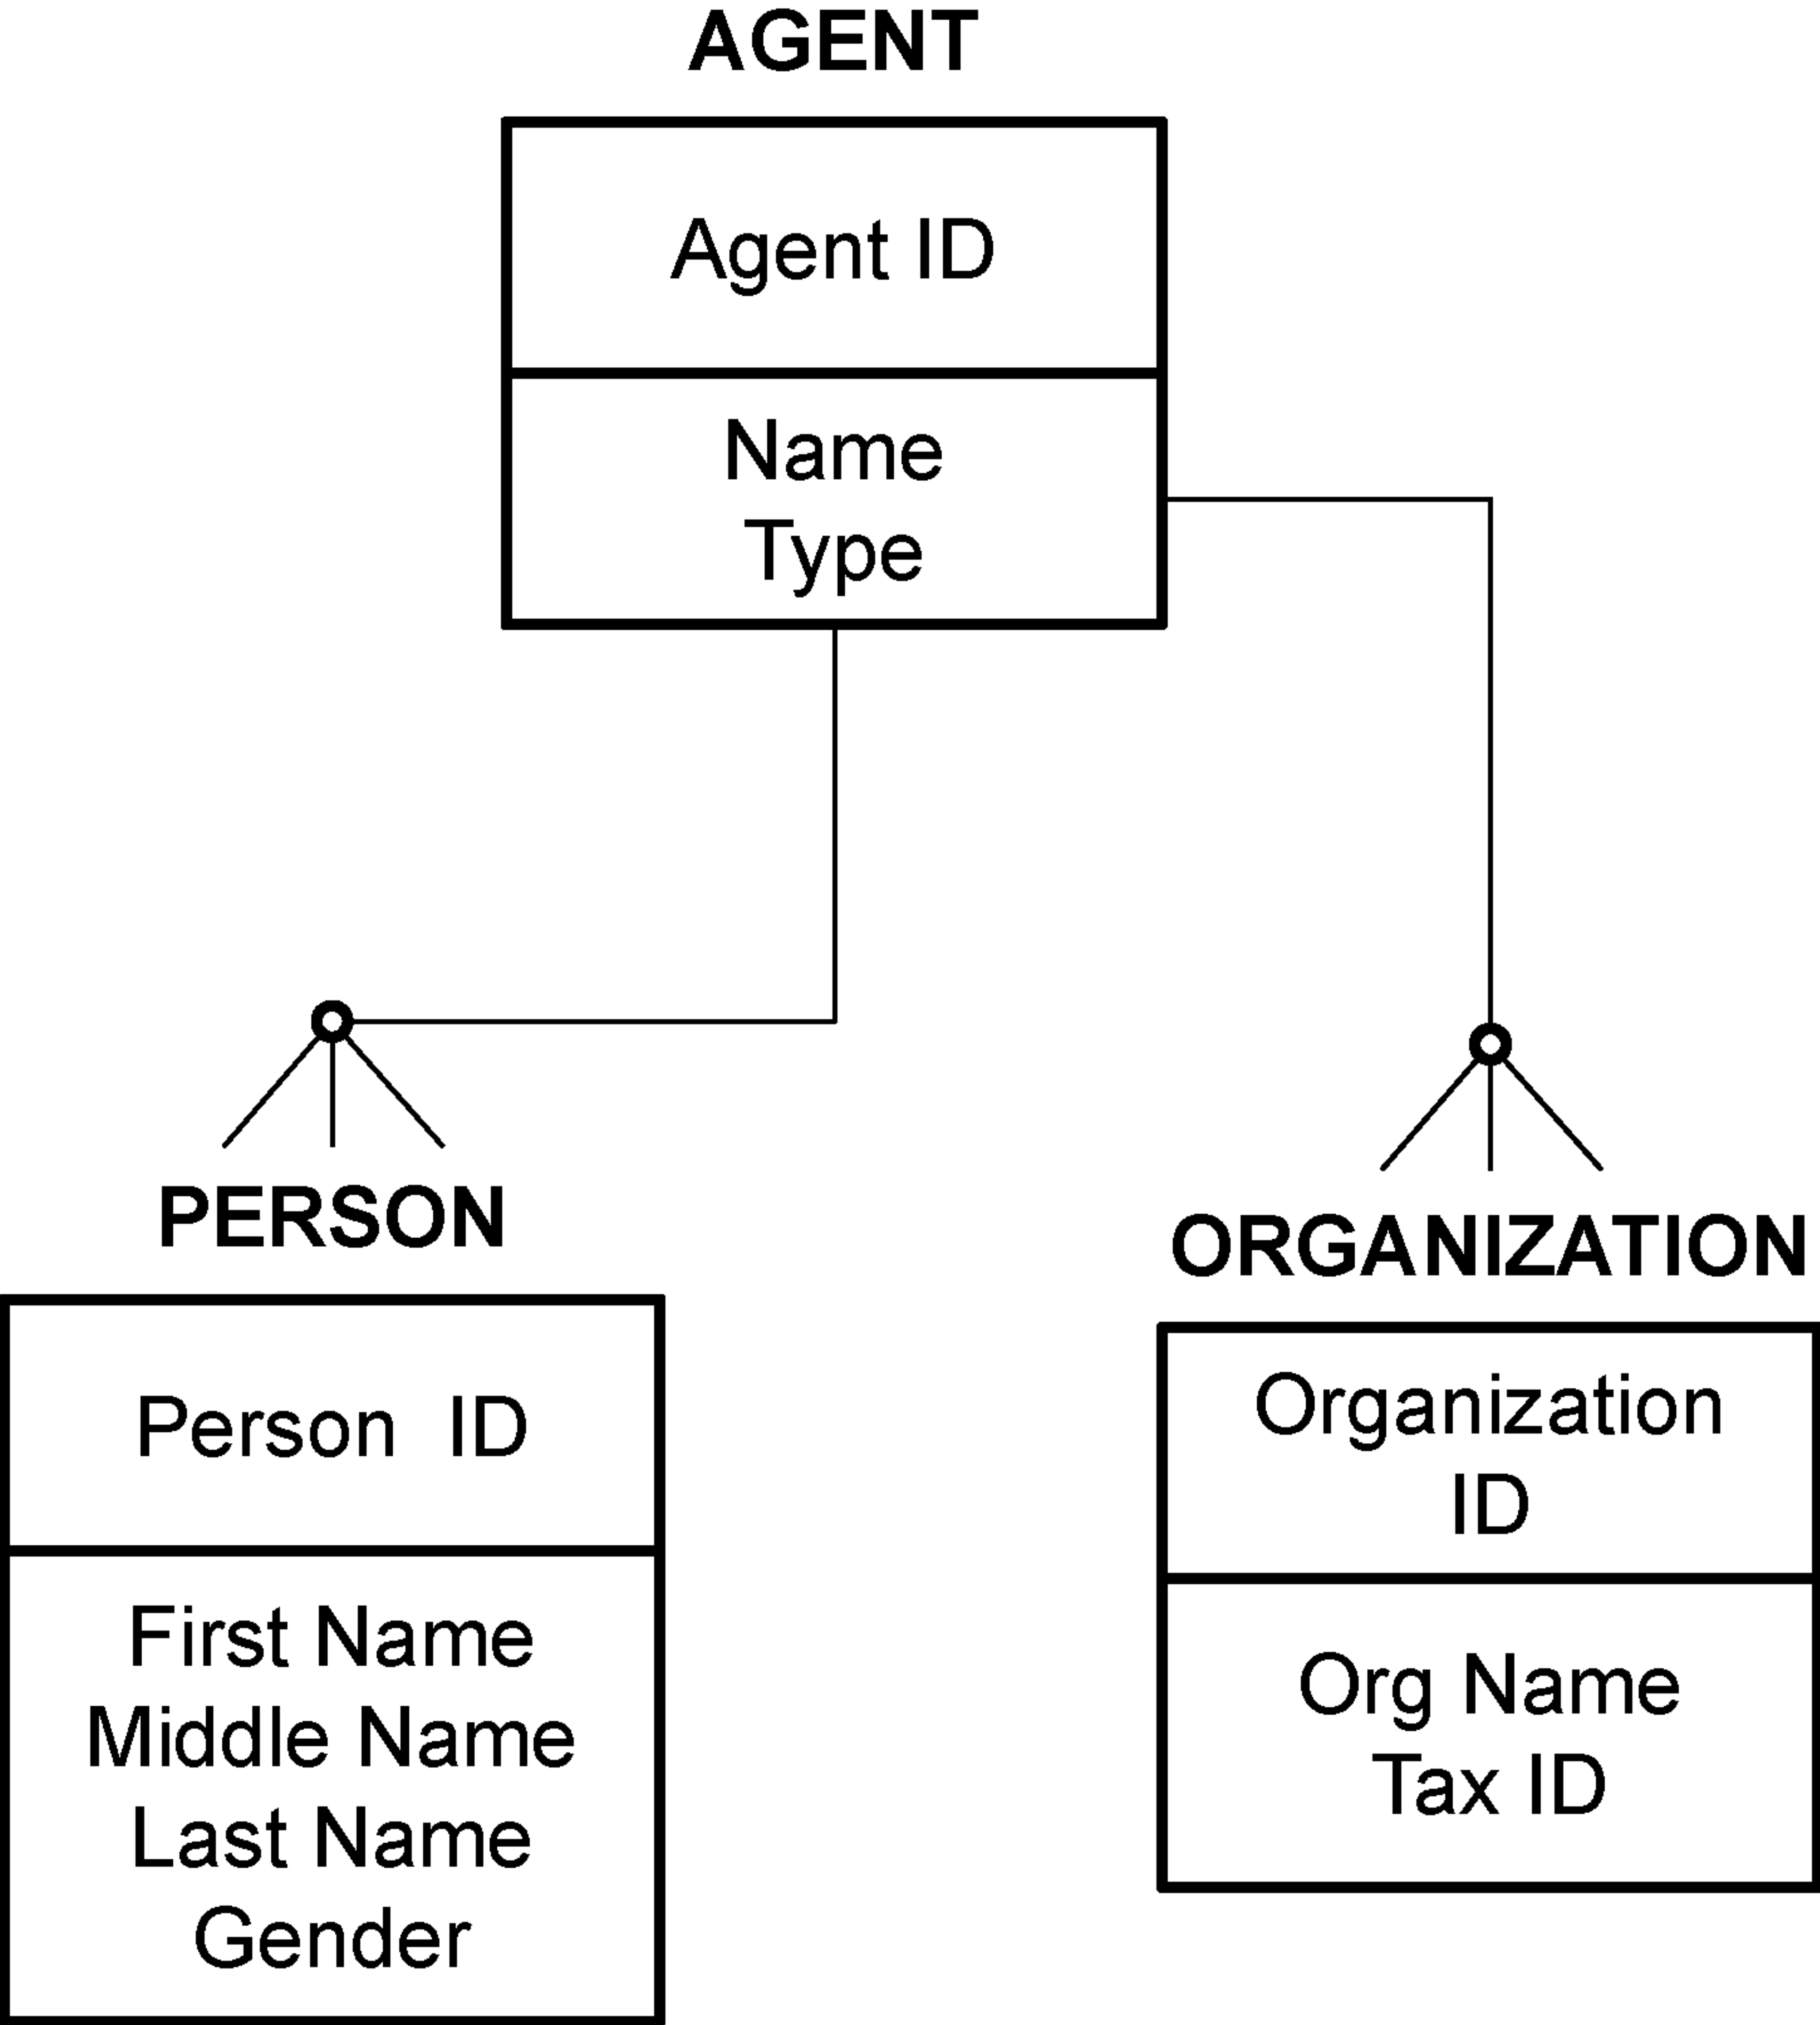 AGENT
Agent ID
Name
Type
PERSON
Person ID
First Name
Middle Name
Last Name
Gender
ORGANIZATION
Organization
ID
Org Name
Tax ID